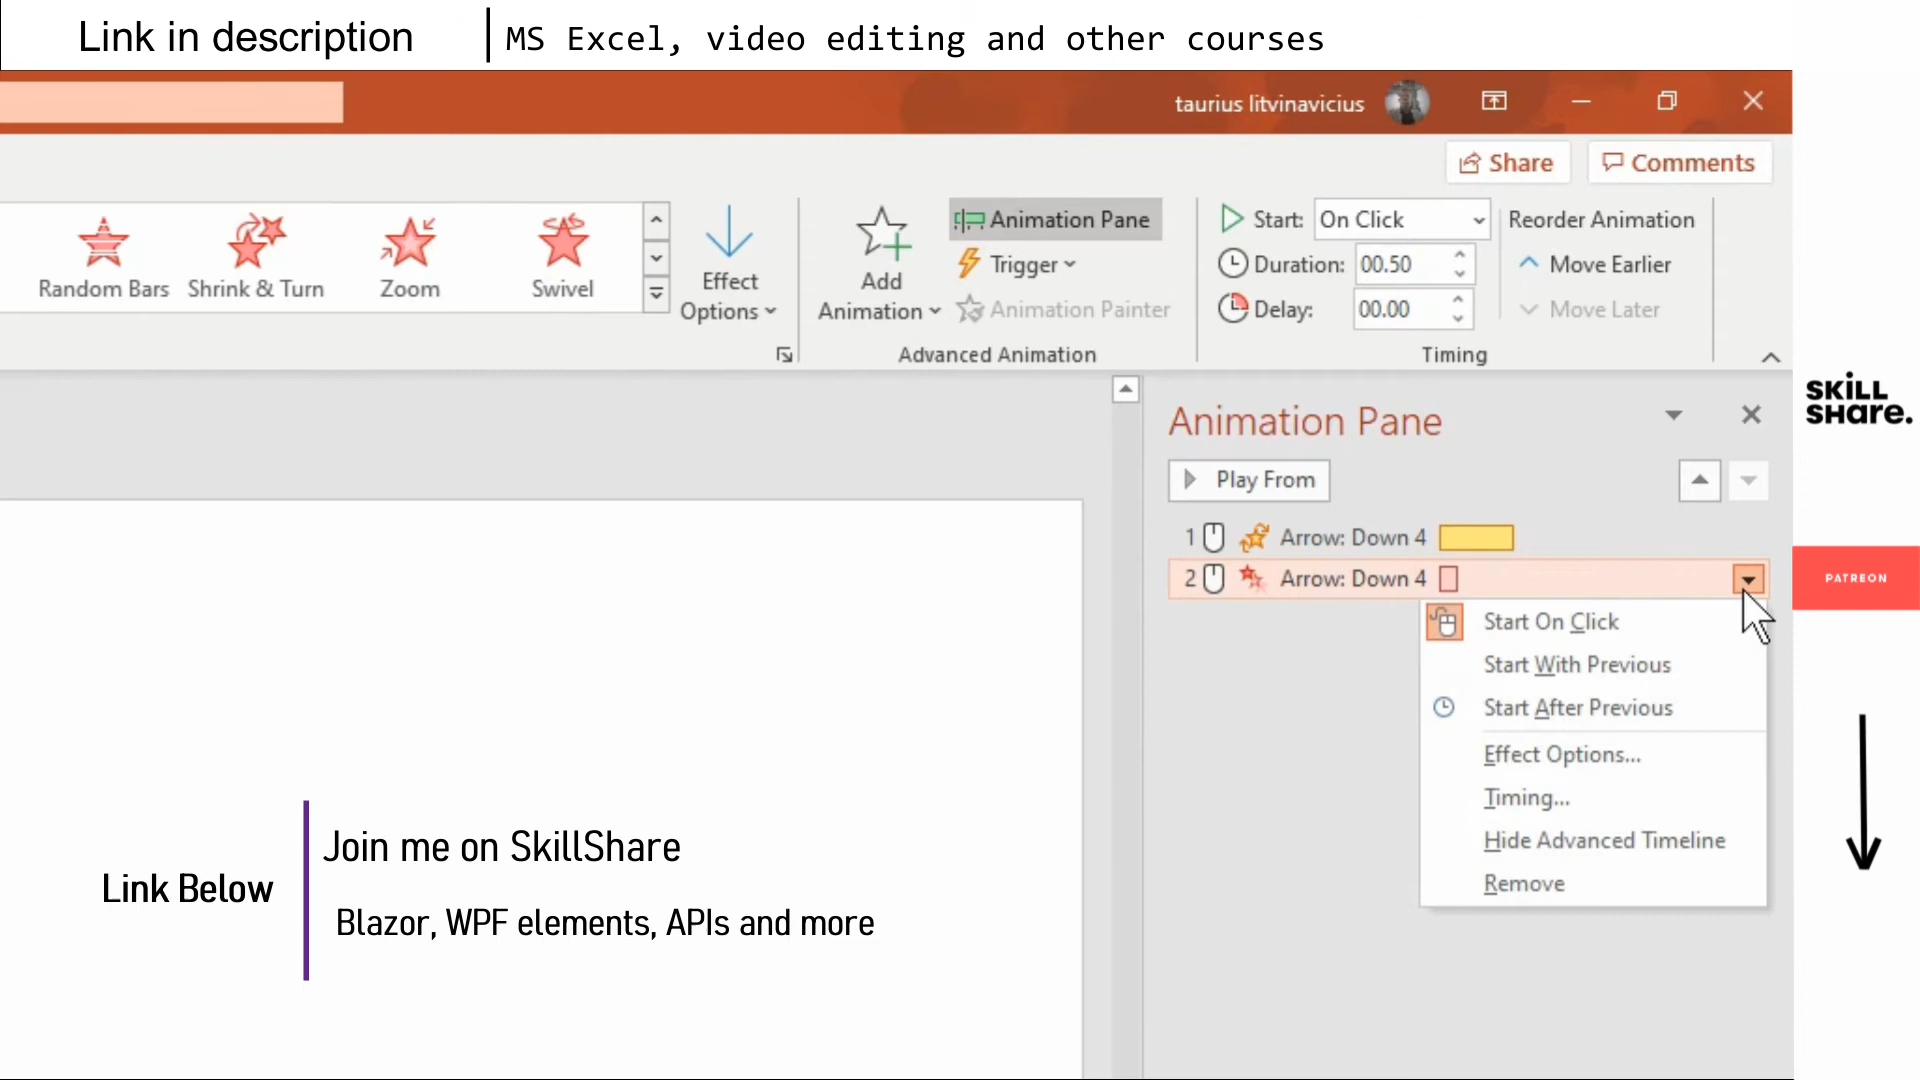 Link in description
MS Excel, video editing and other courses
taurius litvinavicius
Share
Comments
Random Bars
Shrink & Turn
Zoom
Swivel
Effect
Options
Add
Animation
Animation Pane
Trigger
Animation Painter
Advanced Animation
Start: On Click
Duration: 00.50
Delay: 00.00
Timing
Reorder Animation
Move Earlier
Move Later
Animation Pane
Play From
1 Arrow: Down 4
2 Arrow: Down 4
Start On Click
Start With Previous
Start After Previous
Effect Options...
Timing...
Hide Advanced Timeline
Remove
SKILL
SHare.
PATREON
Link Below
Join me on SkillShare
Blazor, WPF elements, APIs and more